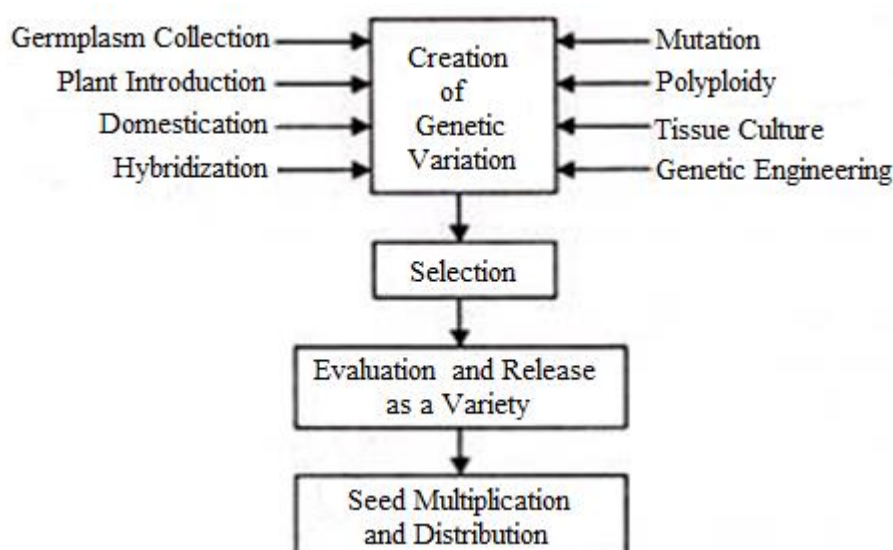 Germplasm Collection
Plant Introduction
Domestication
Hybridization
Creation
of
Genetic
Variation
Mutation
Polyploidy
Tissue Culture
Genetic Engineering
Selection
Evaluation and Release
as a Variety
Seed Multiplication
and Distribution